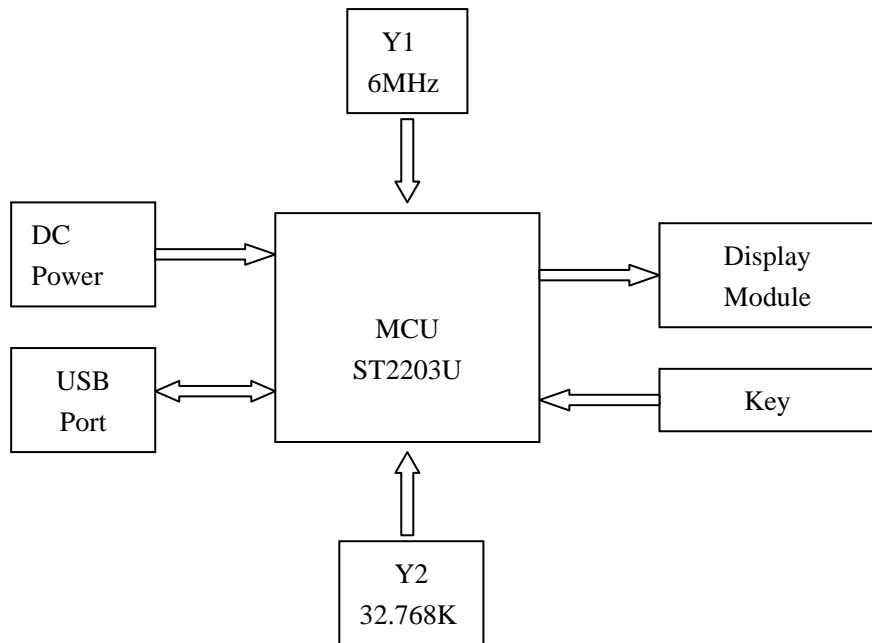 Y1
6MHz
DC
Power
Display
Module
MCU
ST2203U
USB
Port
Key
Y2
32.768K